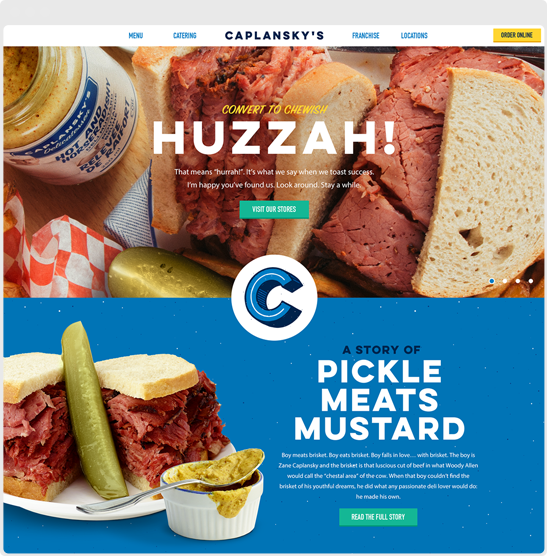 MENU
CATERING
CAPLANSKY'S
FRANCHISE
LOCATIONS
ORDER ONLINE
CAPLANSKY'S
Delicatessen
CONVERT TO CHEWISH
HUZZAH!
That means "hurrah!". It's what we say when we toast success.
I'm happy you've found us. Look around. Stay a while.
VISIT OUR STORES
C
A STORY OF
PICKLE
MEATS
MUSTARD
Boy meats brisket. Boy eats brisket. Boy falls in love… with brisket. The boy is
Zane Caplansky and the brisket is that luscious cut of beef in what Woody Allen
would call the "chestal area" of the cow. When that boy couldn't find the
brisket of his youthful dreams, he did what any passionate deli lover would do:
he made his own.
READ THE FULL STORY